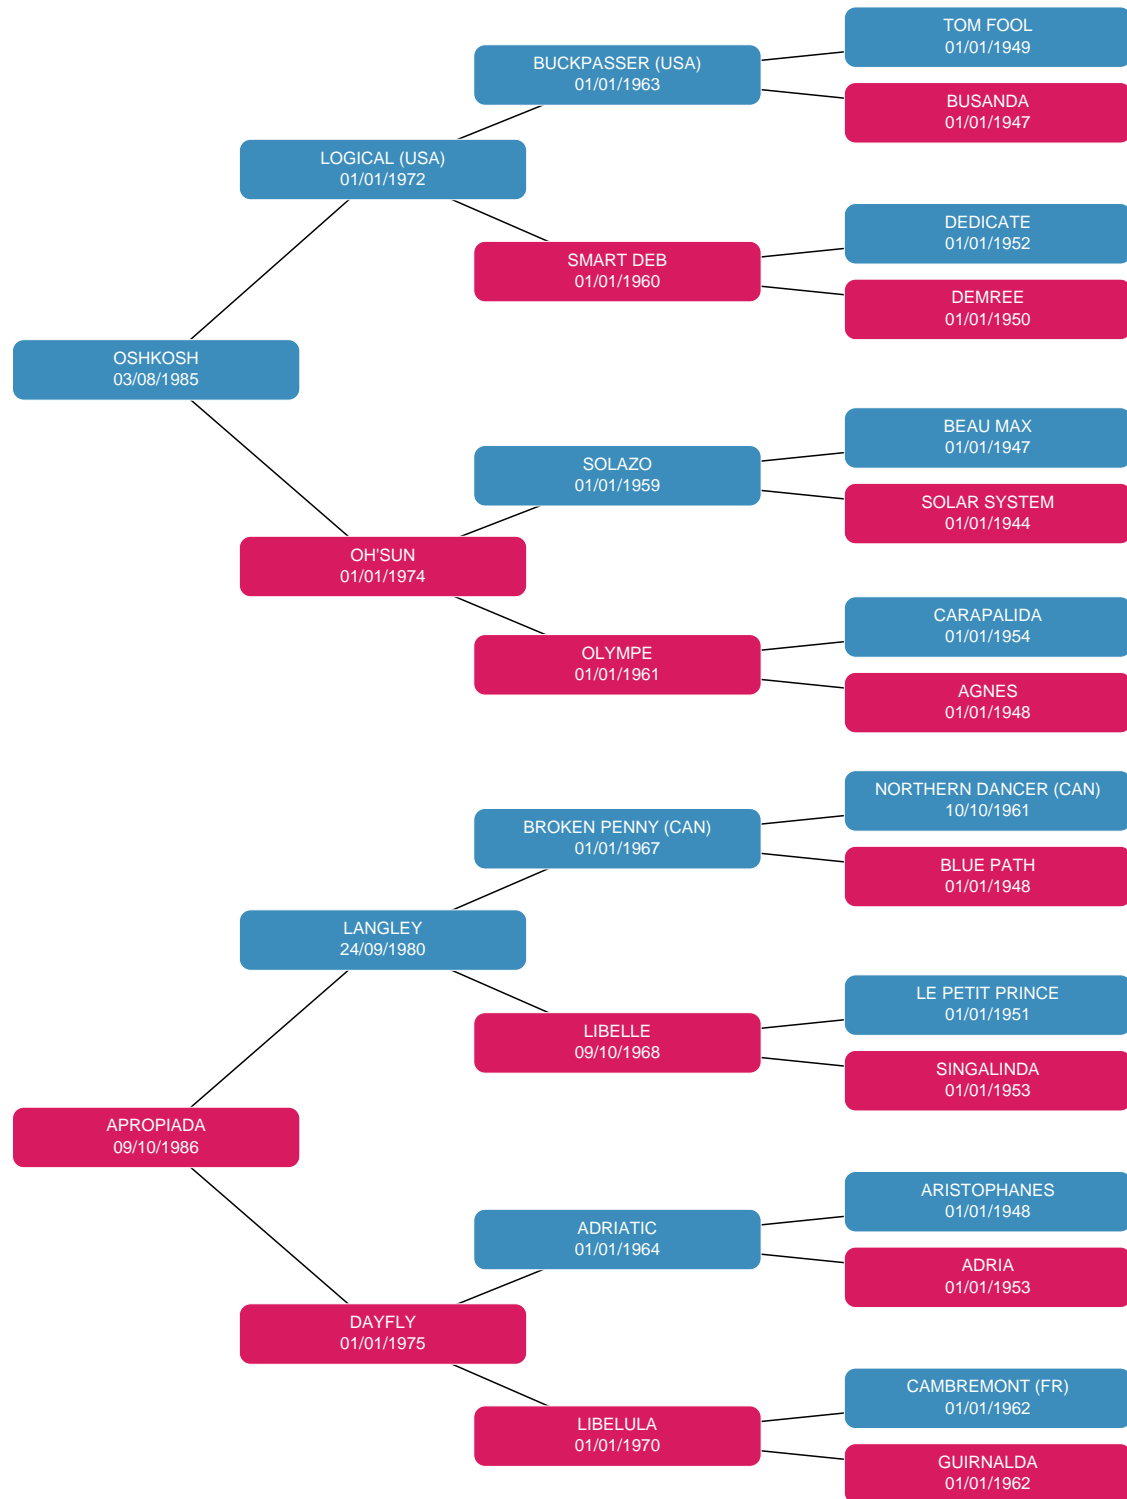 TOM FOOL
01/01/1949
BUCKPASSER (USA)
01/01/1963
BUSANDA
01/01/1947
LOGICAL (USA)
01/01/1972
DEDICATE
01/01/1952
SMART DEB
01/01/1960
DEMREE
01/01/1950
OSHKOSH
03/08/1985
BEAU MAX
01/01/1947
SOLAZO
01/01/1959
SOLAR SYSTEM
01/01/1944
OH'SUN
01/01/1974
CARAPALIDA
01/01/1954
OLYMPE
01/01/1961
AGNES
01/01/1948
NORTHERN DANCER (CAN)
10/10/1961
BROKEN PENNY (CAN)
01/01/1967
BLUE PATH
01/01/1948
LANGLEY
24/09/1980
LE PETIT PRINCE
01/01/1951
LIBELLE
09/10/1968
SINGALINDA
01/01/1953
APROPIADA
09/10/1986
ARISTOPHANES
01/01/1948
ADRIATIC
01/01/1964
ADRIA
01/01/1953
DAYFLY
01/01/1975
CAMBREMONT (FR)
01/01/1962
LIBELULA
01/01/1970
GUIRNALDA
01/01/1962